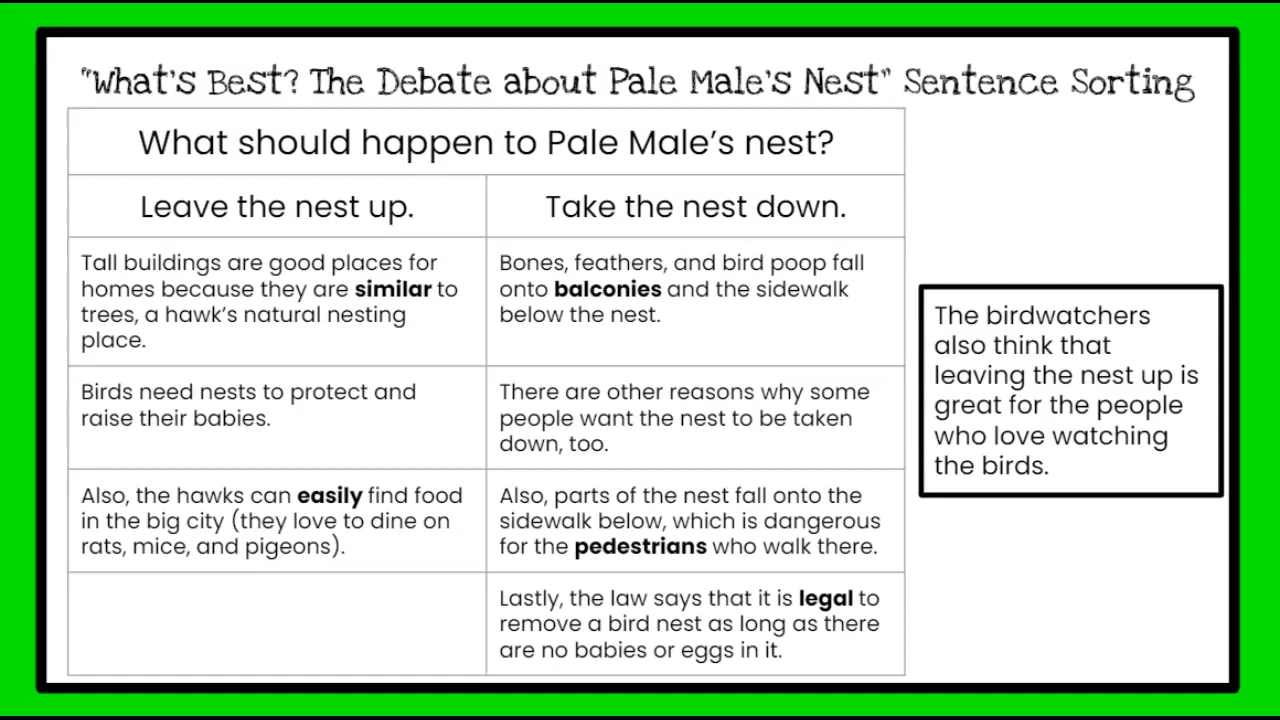 "What's Best? The Debate about Pale Male's Nest" Sentence Sorting
What should happen to Pale Male's nest?
Leave the nest up.
Take the nest down.
Tall buildings are good places for
homes because they are similar to
trees, a hawk's natural nesting
place.
Bones, feathers, and bird poop fall
onto balconies and the sidewalk
below the nest.
Birds need nests to protect and
raise their babies.
There are other reasons why some
people want the nest to be taken
down, too.
Also, the hawks can easily find food
in the big city (they love to dine on
rats, mice, and pigeons).
Also, parts of the nest fall onto the
sidewalk below, which is dangerous
for the pedestrians who walk there.
Lastly, the law says that it is legal to
remove a bird nest as long as there
are no babies or eggs in it.
The birdwatchers
also think that
leaving the nest up is
great for the people
who love watching
the birds.